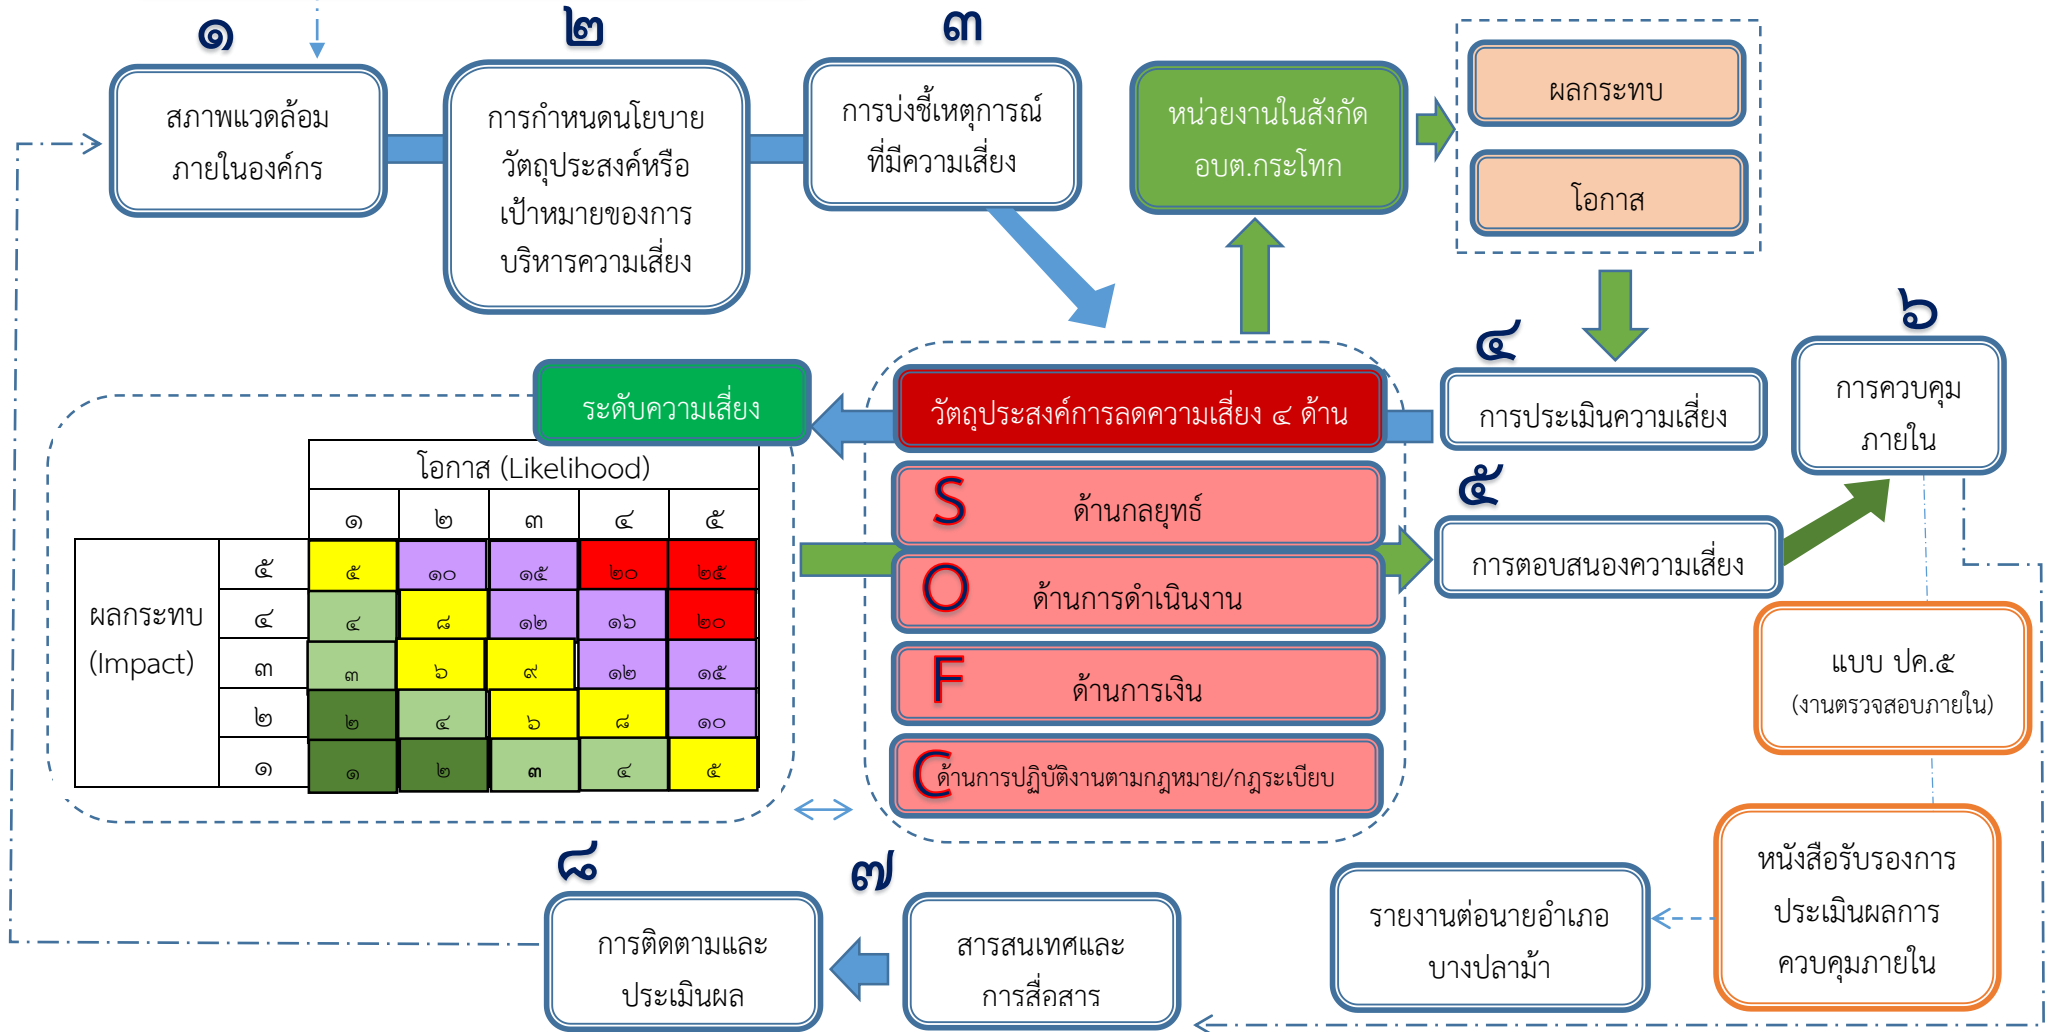 ๑
สภาพแวดล้อม
ภายในองค์กร
๒
การกำหนดนโยบาย
วัตถุประสงค์หรือ
เป้าหมายของการ
บริหารความเสี่ยง
๓
การบ่งชี้เหตุการณ์
ที่มีความเสี่ยง
หน่วยงานในสังกัด
อบต.กระโทก
ผลกระทบ
โอกาส
๔
การประเมินความเสี่ยง
วัตถุประสงค์การลดความเสี่ยง ๔ ด้าน
S ด้านกลยุทธ์
O ด้านการดำเนินงาน
F ด้านการเงิน
C ด้านการปฏิบัติงานตามกฎหมาย/กฎระเบียบ
ระดับความเสี่ยง
โอกาส (Likelihood)
๑ ๒ ๓ ๔ ๕
ผลกระทบ
(Impact)
๕ ๕ ๑๐ ๑๕ ๒๐ ๒๕
๔ ๔ ๘ ๑๒ ๑๖ ๒๐
๓ ๓ ๖ ๙ ๑๒ ๑๕
๒ ๒ ๔ ๖ ๘ ๑๐
๑ ๑ ๒ ๓ ๔ ๕
๕
การตอบสนองความเสี่ยง
๖
การควบคุม
ภายใน
แบบ ปค.๕
(งานตรวจสอบภายใน)
หนังสือรับรองการ
ประเมินผลการ
ควบคุมภายใน
รายงานต่อนายอำเภอ
บางปลาม้า
๗
สารสนเทศและ
การสื่อสาร
๘
การติดตามและ
ประเมินผล